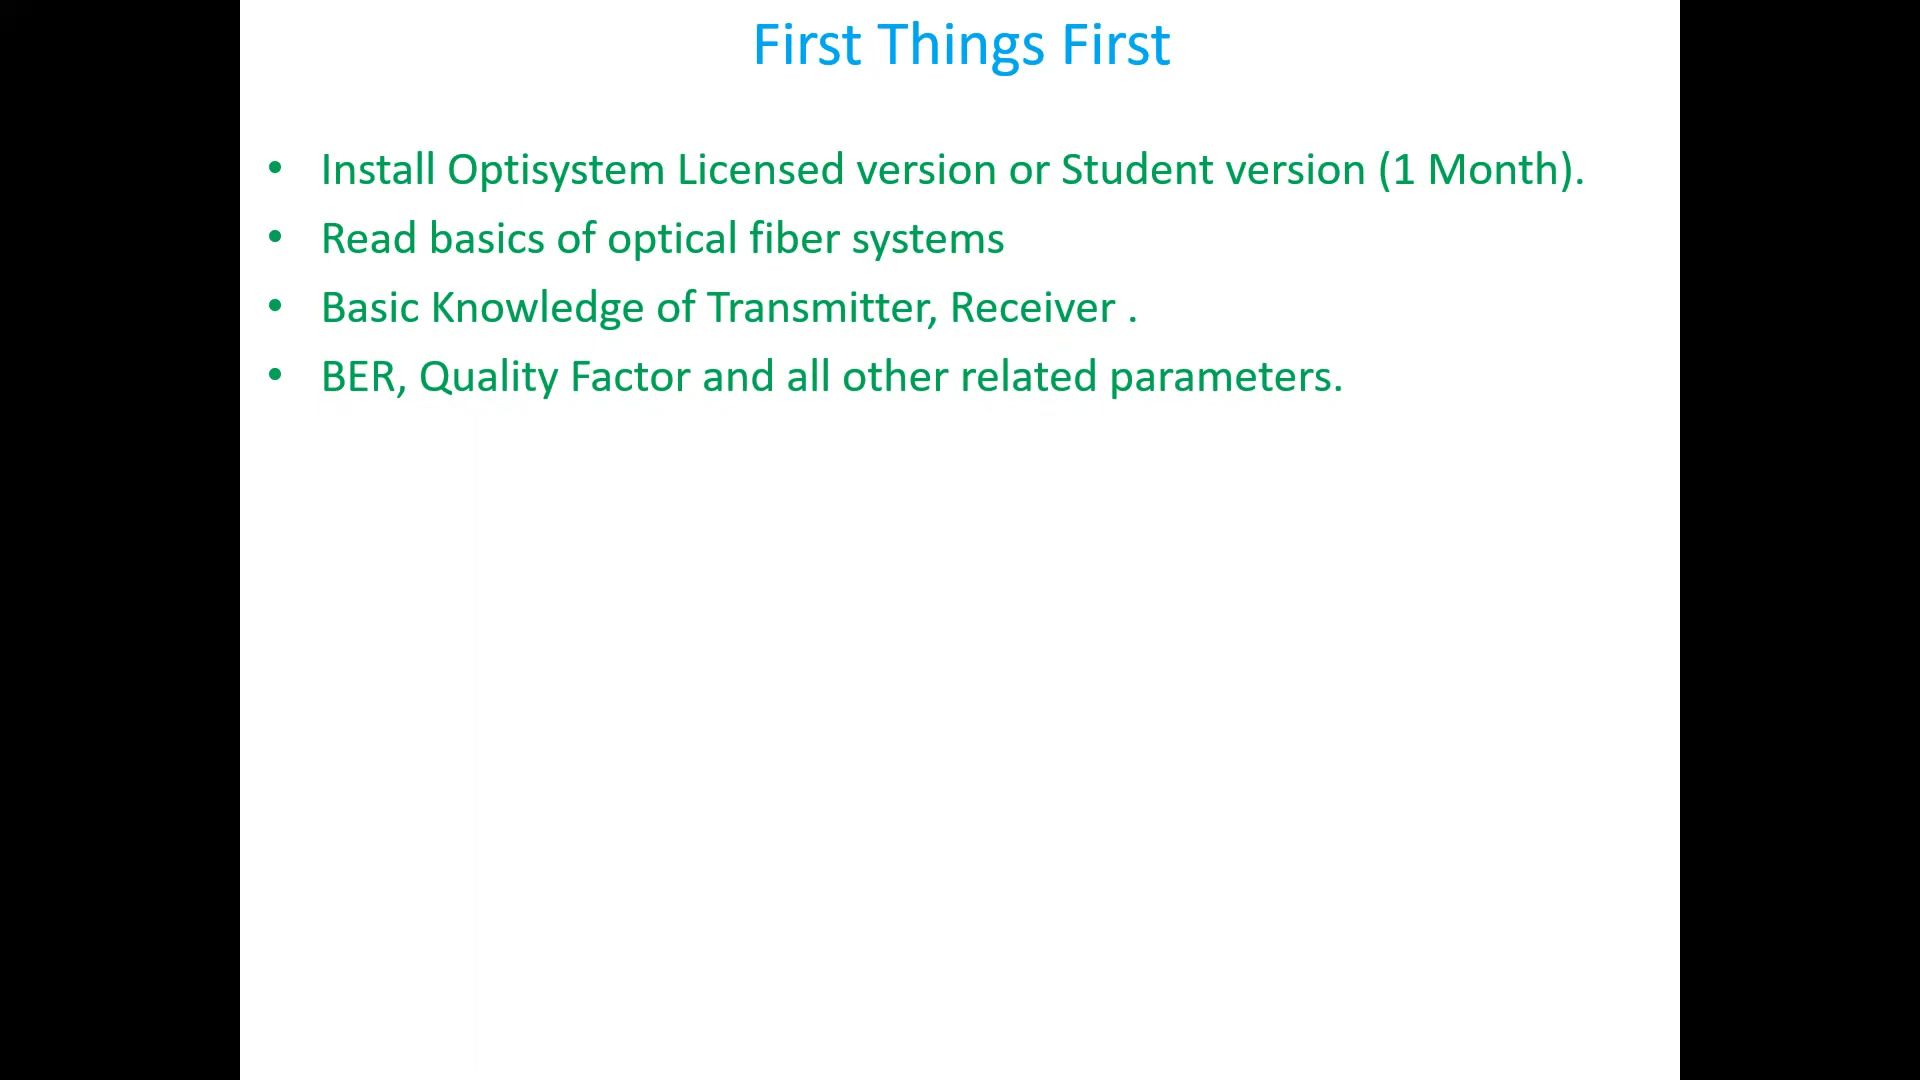 First Things First
• Install Optisystem Licensed version or Student version (1 Month).
• Read basics of optical fiber systems
• Basic Knowledge of Transmitter, Receiver .
• BER, Quality Factor and all other related parameters.